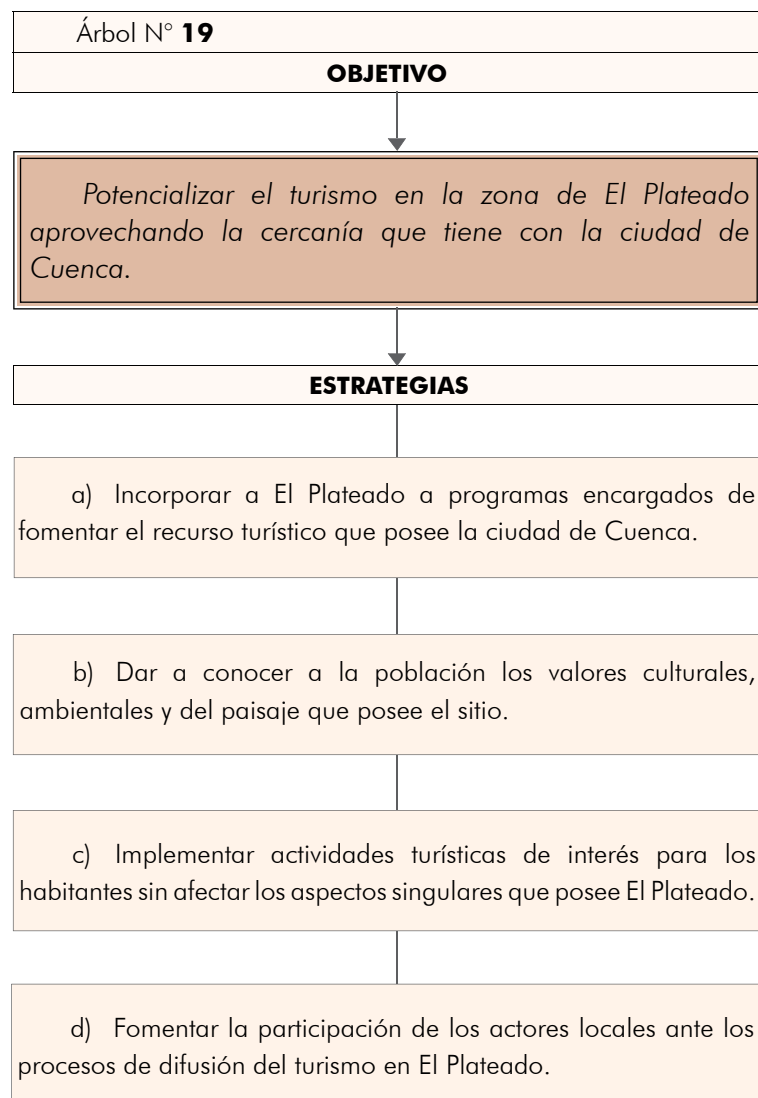 Árbol N° 19
OBJETIVO
Potencializar el turismo en la zona de El Plateado
aprovechando la cercanía que tiene con la ciudad de
Cuenca.
ESTRATEGIAS
a) Incorporar a El Plateado a programas encargados de
fomentar el recurso turístico que posee la ciudad de Cuenca.
b) Dar a conocer a la población los valores culturales,
ambientales y del paisaje que posee el sitio.
c) Implementar actividades turísticas de interés para los
habitantes sin afectar los aspectos singulares que posee El Plateado.
d) Fomentar la participación de los actores locales ante los
procesos de difusión del turismo en El Plateado.